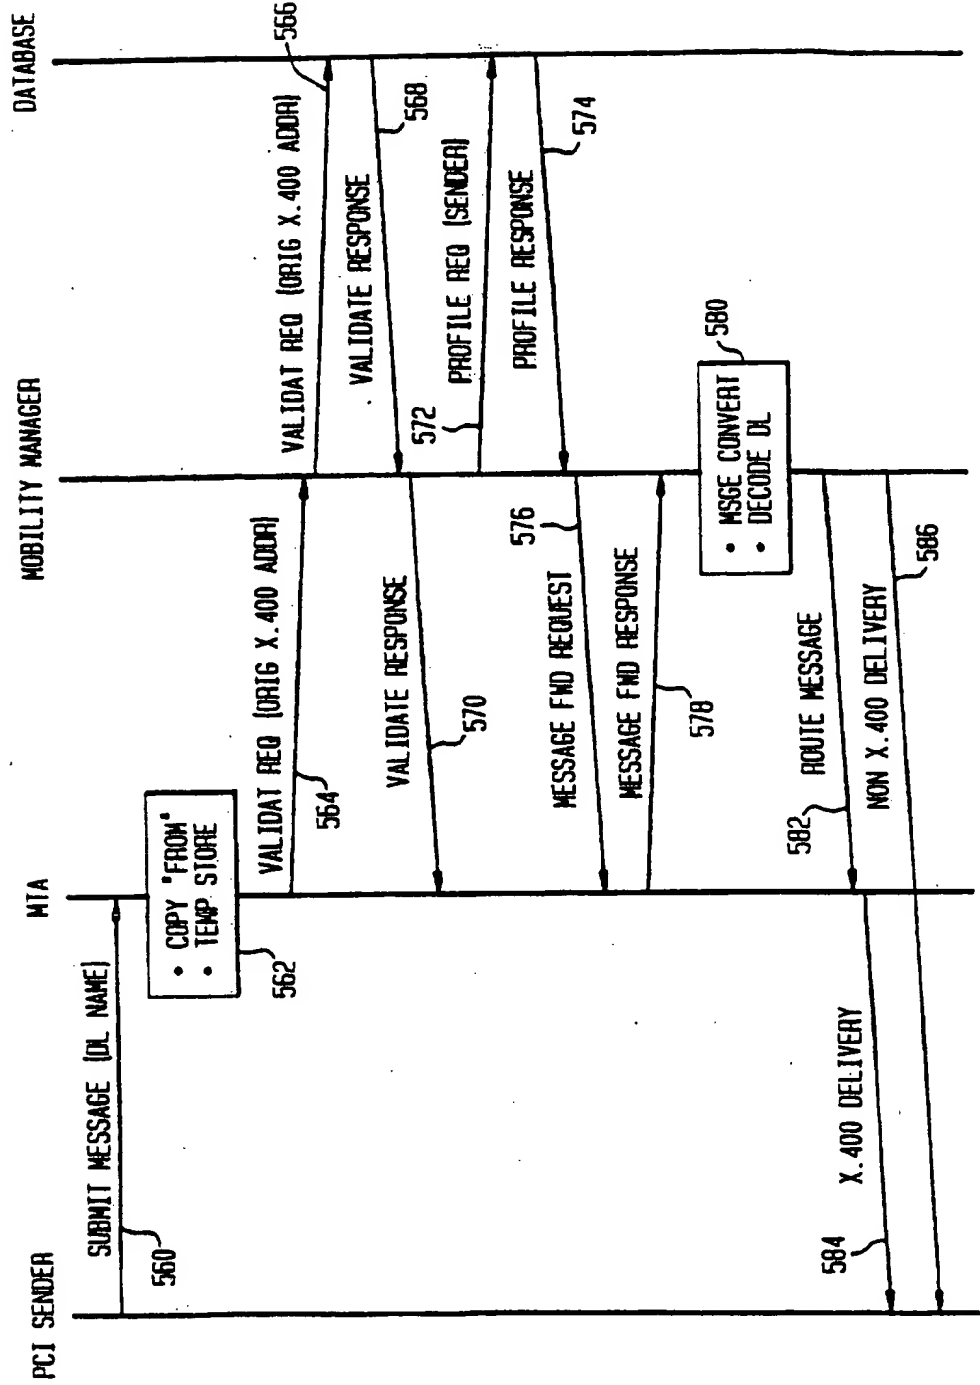 PCI SENDER
MTA
MOBILITY MANAGER
DATABASE
SUBMIT MESSAGE (DL NAME)
560
• COPY "FROM"
• TEMP STORE
562
VALIDAT REQ (ORIG X.400 ADDR)
564
VALIDAT REQ (ORIG X.400 ADDR)
566
VALIDATE RESPONSE
568
VALIDATE RESPONSE
570
PROFILE REQ (SENDER)
572
PROFILE RESPONSE
574
MESSAGE FWD REQUEST
576
MESSAGE FWD RESPONSE
578
• MSGE CONVERT
• DECODE DL
580
ROUTE MESSAGE
582
X.400 DELIVERY
584
NON X.400 DELIVERY
586